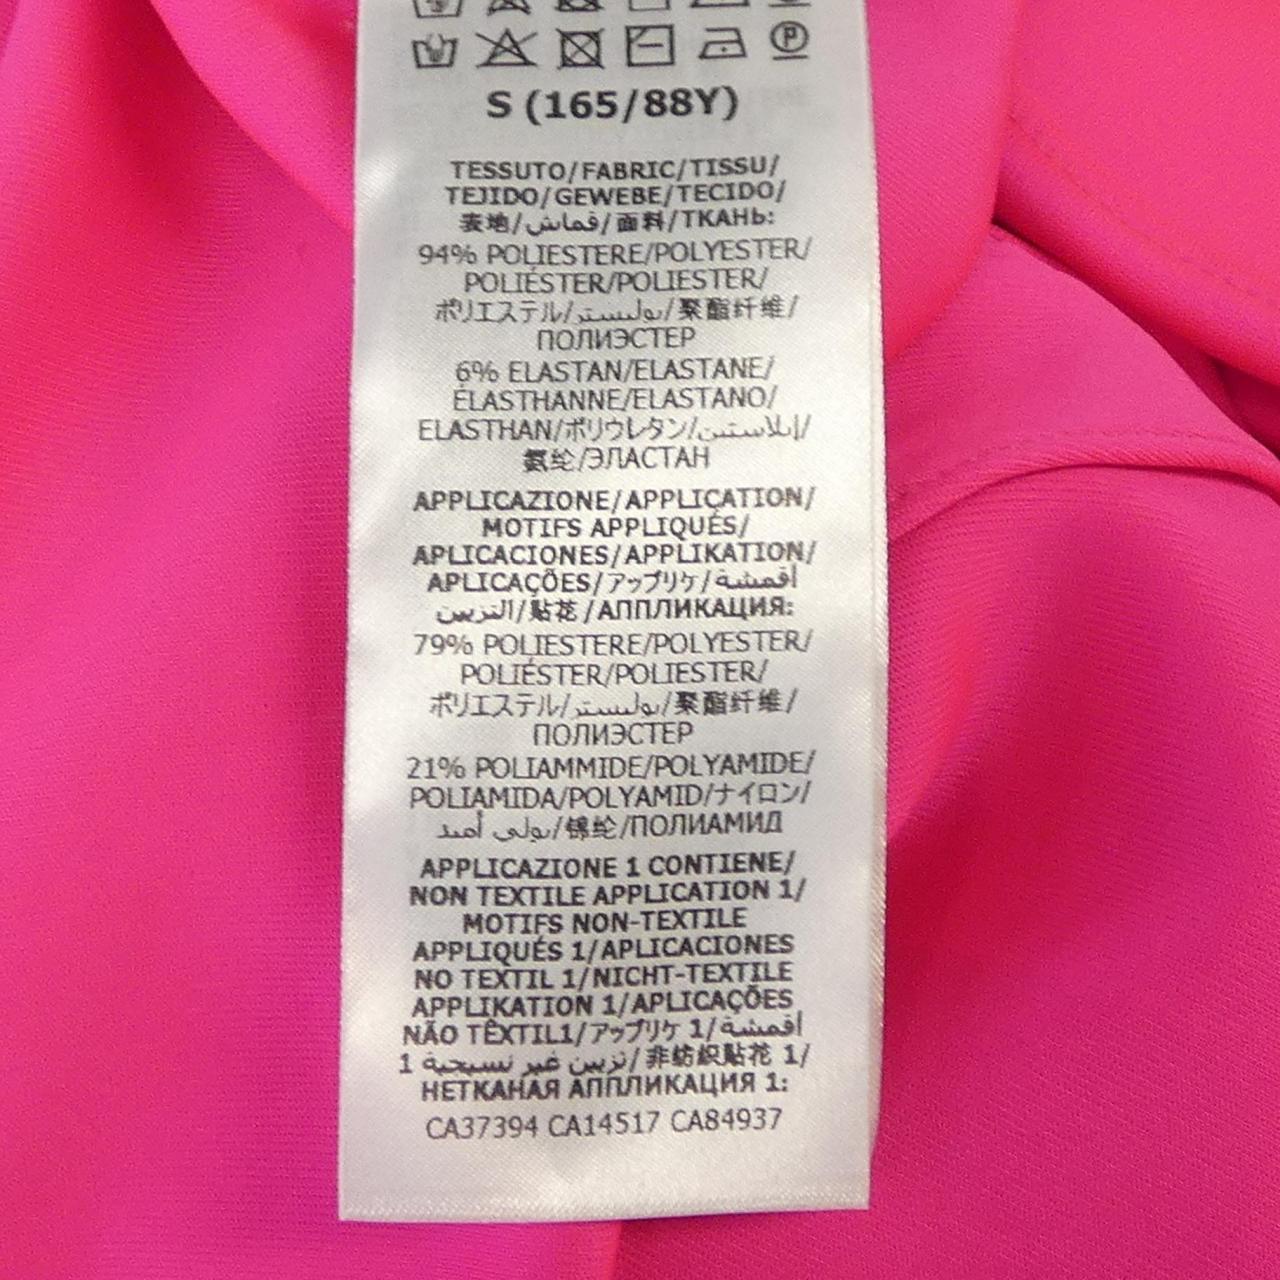 S (165/88Y)
TESSUTO/FABRIC/TISSU/
TEJIDO/GEWEBE/TECIDO/
表地/قماش/面料/ТКАНЬ:
94% POLIESTERE/POLYESTER/
POLIÉSTER/POLIESTER/
ポリエステル/بوليستر/聚酯纤维/
ПОЛИЭСТЕР
6% ELASTAN/ELASTANE/
ÉLASTHANNE/ELASTANO/
ELASTHAN/ポリウレタン/إيلاستين/
氨纶/ЭЛАСТАН
APPLICAZIONE/APPLICATION/
MOTIFS APPLIQUÉS/
APLICACIONES/APPLIKATION/
APLICAÇÕES/アップリケ/أقمشة
التزيين/贴花/АППЛИКАЦИЯ:
79% POLIESTERE/POLYESTER/
POLIÉSTER/POLIESTER/
ポリエステル/بوليستر/聚酯纤维/
ПОЛИЭСТЕР
21% POLIAMMIDE/POLYAMIDE/
POLIAMIDA/POLYAMID/ナイロン/
بولي أميد/锦纶/ПОЛИАМИД
APPLICAZIONE 1 CONTIENE/
NON TEXTILE APPLICATION 1/
MOTIFS NON-TEXTILE
APPLIQUÉS 1/APLICACIONES
NO TEXTIL 1/NICHT-TEXTILE
APPLIKATION 1/APLICAÇÕES
NÃO TÊXTIL1/アップリケ 1/أقمشة
تزيين غير نسيجية 1/非纺织贴花 1/
НЕТКАНАЯ АППЛИКАЦИЯ 1:
CA37394 CA14517 CA84937